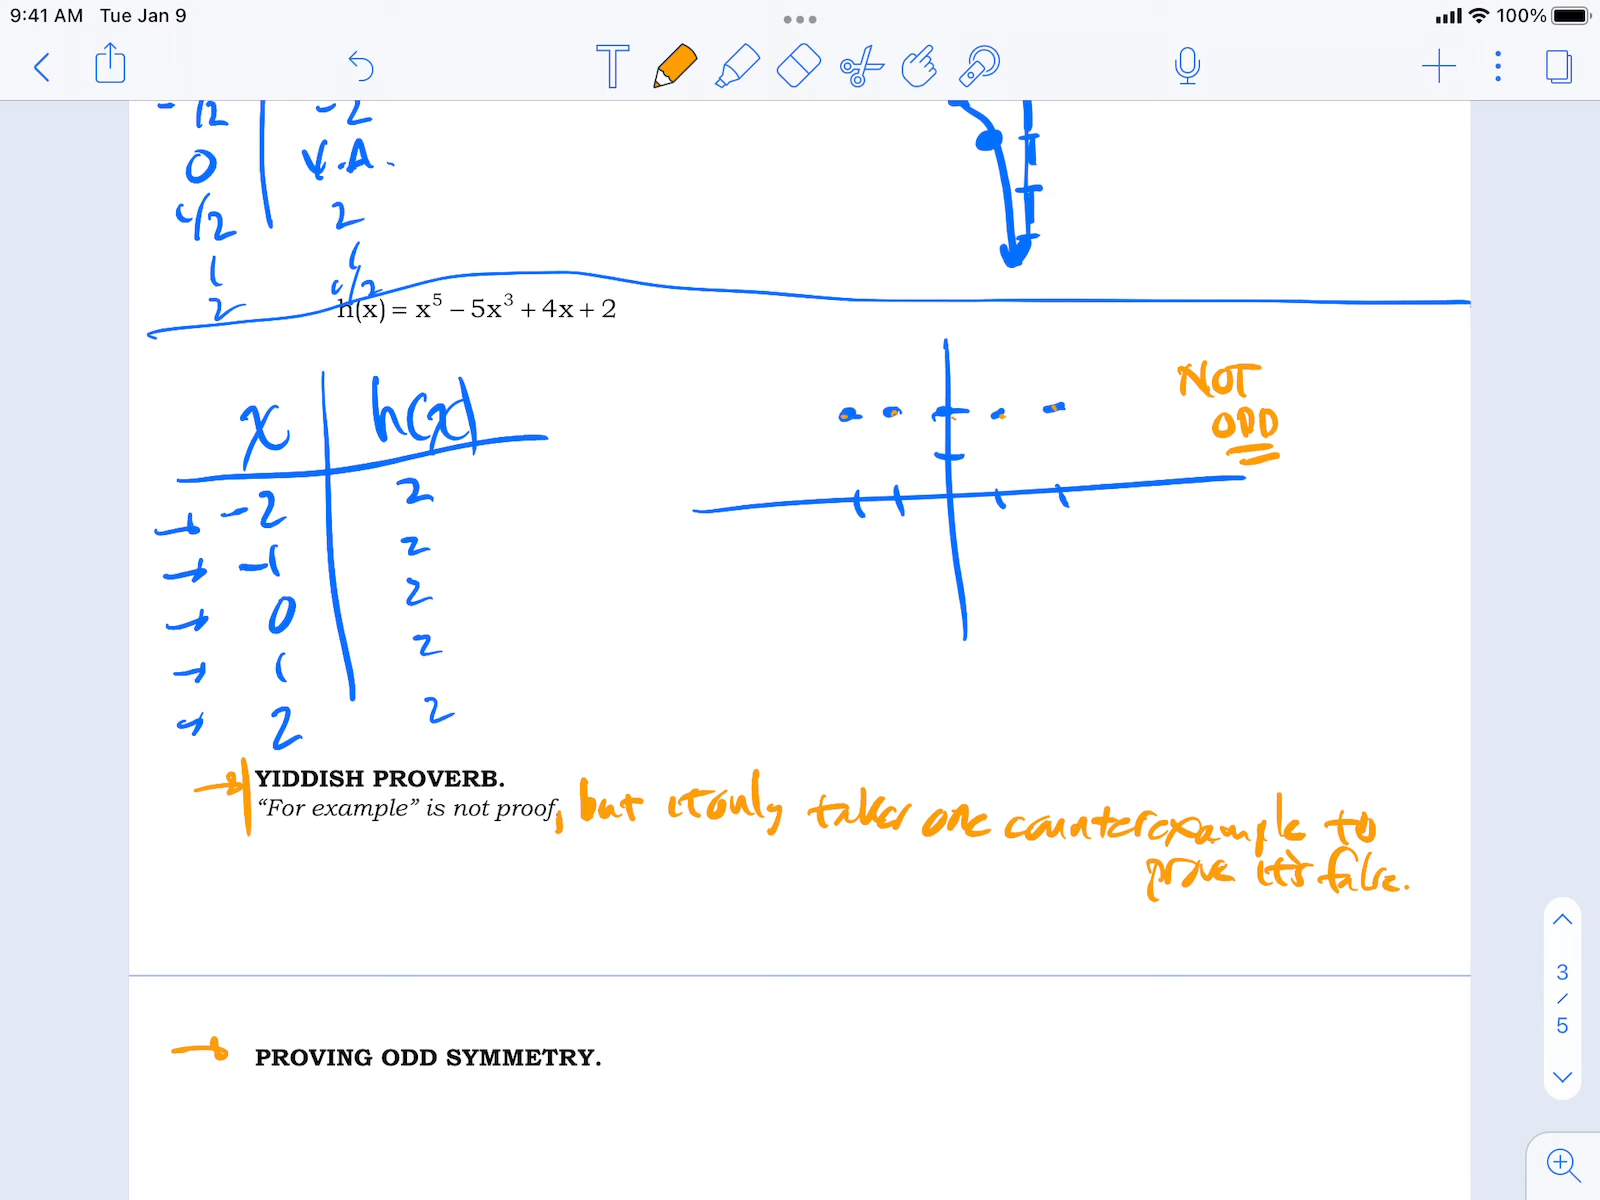 9:41 AM Tue Jan 9
100%
-1/2 -2
0 V.A.
1/2 2
1 1
2 1/2
h(x) = x⁵ − 5x³ + 4x + 2
x h(x)
-2 2
-1 2
0 2
1 2
2 2
NOT
ODD
YIDDISH PROVERB.
“For example” is not proof, but it only takes one counterexample to
prove it's false.
3
/
5
PROVING ODD SYMMETRY.